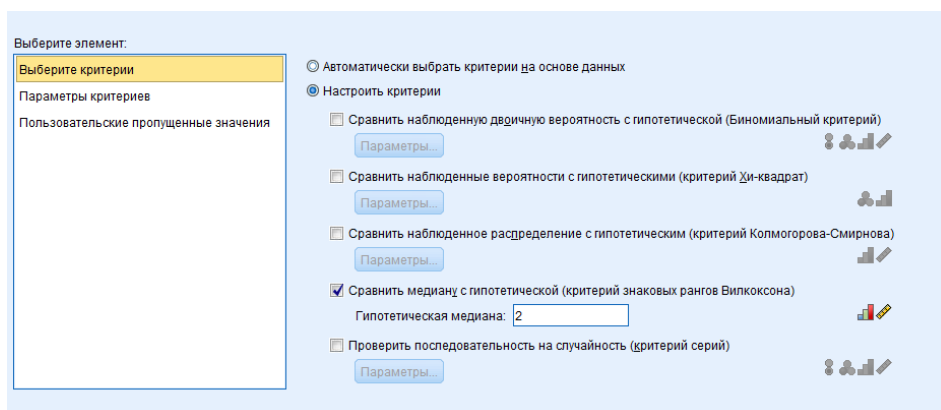 Выберите элемент:
Выберите критерии
Параметры критериев
Пользовательские пропущенные значения
Автоматически выбрать критерии на основе данных
Настроить критерии
Сравнить наблюденную двоичную вероятность с гипотетической (Биномиальный критерий)
Параметры...
Сравнить наблюденные вероятности с гипотетическими (критерий Хи-квадрат)
Параметры...
Сравнить наблюденное распределение с гипотетическим (критерий Колмогорова-Смирнова)
Параметры...
Сравнить медиану с гипотетической (критерий знаковых рангов Вилкоксона)
Гипотетическая медиана: 2
Проверить последовательность на случайность (критерий серий)
Параметры...